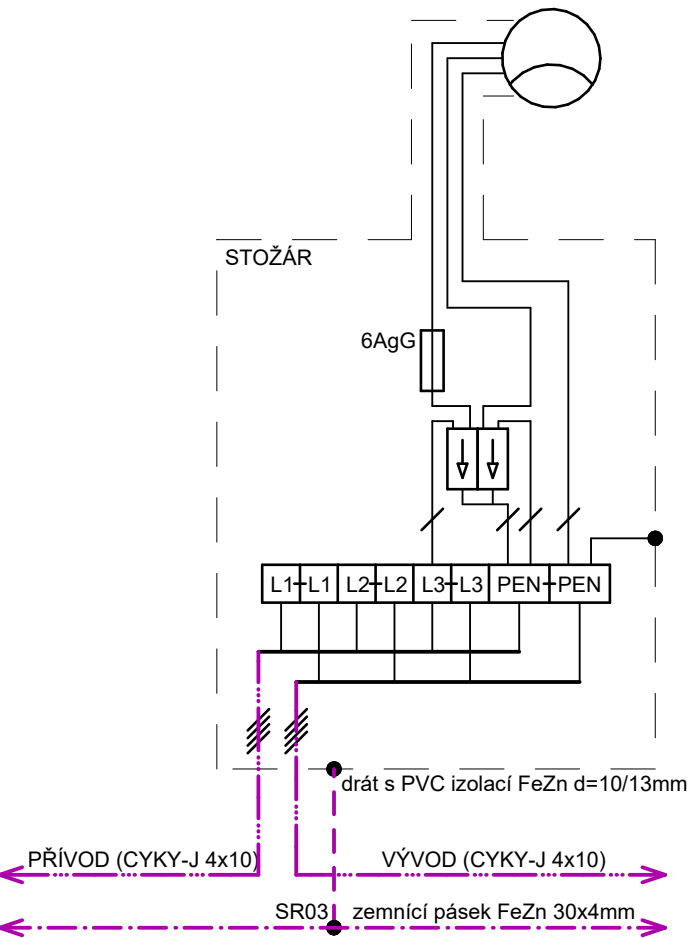 STOŽÁR
6AgG
L1 L1 L2 L2 L3 L3 PEN PEN
drát s PVC izolací FeZn d=10/13mm
PŘÍVOD (CYKY-J 4x10) VÝVOD (CYKY-J 4x10)
SR03 zemnící pásek FeZn 30x4mm